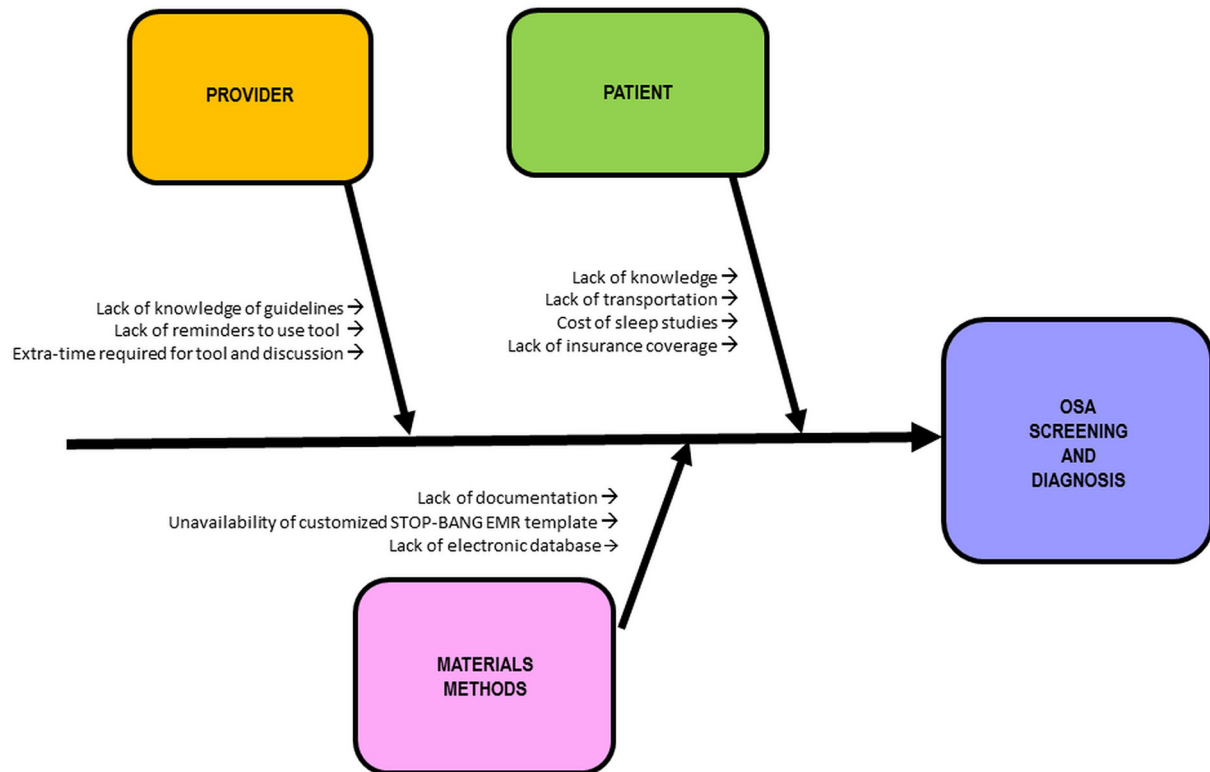 PROVIDER
PATIENT
Lack of knowledge of guidelines →
Lack of reminders to use tool →
Extra-time required for tool and discussion →
Lack of knowledge →
Lack of transportation →
Cost of sleep studies →
Lack of insurance coverage →
OSA
SCREENING
AND
DIAGNOSIS
Lack of documentation →
Unavailability of customized STOP-BANG EMR template →
Lack of electronic database →
MATERIALS
METHODS